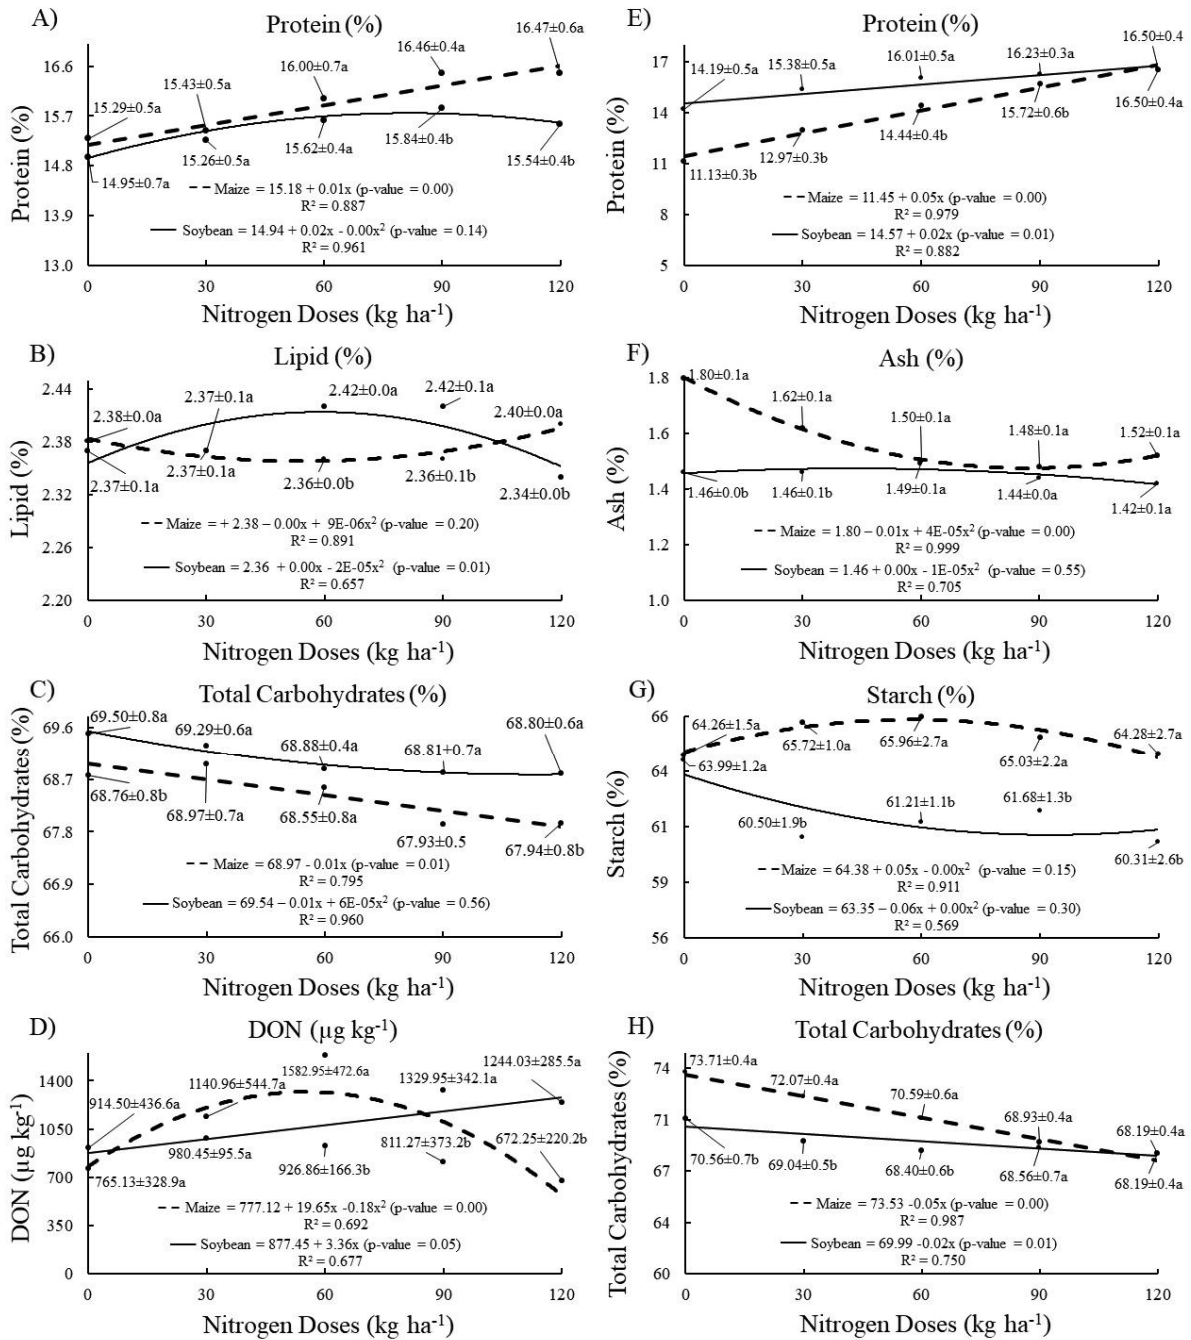 A)
Protein (%)
16.47±0.6a
16.46±0.4a
16.00±0.7a
15.43±0.5a
15.29±0.5a
15.84±0.4b
15.62±0.4a
15.54±0.4b
15.26±0.5a
14.95±0.7a
Maize = 15.18 + 0.01x (p-value = 0.00)
R² = 0.887
Soybean = 14.94 + 0.02x - 0.00x² (p-value = 0.14)
R² = 0.961
Protein (%)
16.6
15.7
14.8
13.9
13.0
0 30 60 90 120
Nitrogen Doses (kg ha⁻¹)
B)
Lipid (%)
2.38±0.0a
2.37±0.1a
2.42±0.0a
2.42±0.1a
2.40±0.0a
2.37±0.1a
2.37±0.1a
2.36±0.0b
2.36±0.1b
2.34±0.0b
Maize = + 2.38 – 0.00x + 9E-06x² (p-value = 0.20)
R² = 0.891
Soybean = 2.36 + 0.00x - 2E-05x² (p-value = 0.01)
R² = 0.657
Lipid (%)
2.44
2.38
2.32
2.26
2.20
0 30 60 90 120
Nitrogen Doses (kg ha⁻¹)
C)
Total Carbohydrates (%)
69.50±0.8a
69.29±0.6a
68.88±0.4a
68.81±0.7a
68.80±0.6a
68.76±0.8b
68.97±0.7a
68.55±0.8a
67.93±0.5
67.94±0.8b
Maize = 68.97 - 0.01x (p-value = 0.01)
R² = 0.795
Soybean = 69.54 – 0.01x + 6E-05x² (p-value = 0.56)
R² = 0.960
Total Carbohydrates (%)
69.6
68.7
67.8
66.9
66.0
0 30 60 90 120
Nitrogen Doses (kg ha⁻¹)
D)
DON (µg kg⁻¹)
914.50±436.6a
1140.96±544.7a
1582.95±472.6a
1329.95±342.1a
1244.03±285.5a
765.13±328.9a
980.45±95.5a
926.86±166.3b
811.27±373.2b
672.25±220.2b
Maize = 777.12 + 19.65x -0.18x² (p-value = 0.00)
R² = 0.692
Soybean = 877.45 + 3.36x (p-value = 0.05)
R² = 0.677
DON (µg kg⁻¹)
1400
1050
700
350
0
0 30 60 90 120
Nitrogen Doses (kg ha⁻¹)
E)
Protein (%)
14.19±0.5a
15.38±0.5a
16.01±0.5a
16.23±0.3a
16.50±0.4
11.13±0.3b
12.97±0.3b
14.44±0.4b
15.72±0.6b
16.50±0.4a
Maize = 11.45 + 0.05x (p-value = 0.00)
R² = 0.979
Soybean = 14.57 + 0.02x (p-value = 0.01)
R² = 0.882
Protein (%)
17
14
11
8
5
0 30 60 90 120
Nitrogen Doses (kg ha⁻¹)
F)
Ash (%)
1.80±0.1a
1.62±0.1a
1.50±0.1a
1.48±0.1a
1.52±0.1a
1.46±0.0b
1.46±0.1b
1.49±0.1a
1.44±0.0a
1.42±0.1a
Maize = 1.80 – 0.01x + 4E-05x² (p-value = 0.00)
R² = 0.999
Soybean = 1.46 + 0.00x - 1E-05x² (p-value = 0.55)
R² = 0.705
Ash (%)
1.8
1.6
1.4
1.2
1.0
0 30 60 90 120
Nitrogen Doses (kg ha⁻¹)
G)
Starch (%)
64.26±1.5a
65.72±1.0a
65.96±2.7a
65.03±2.2a
64.28±2.7a
63.99±1.2a
60.50±1.9b
61.21±1.1b
61.68±1.3b
60.31±2.6b
Maize = 64.38 + 0.05x - 0.00x² (p-value = 0.15)
R² = 0.911
Soybean = 63.35 – 0.06x + 0.00x² (p-value = 0.30)
R² = 0.569
Starch (%)
66
64
61
59
56
0 30 60 90 120
Nitrogen Doses (kg ha⁻¹)
H)
Total Carbohydrates (%)
73.71±0.4a
72.07±0.4a
70.59±0.6a
68.93±0.4a
68.19±0.4a
70.56±0.7b
69.04±0.5b
68.40±0.6b
68.56±0.7a
68.19±0.4a
Maize = 73.53 -0.05x (p-value = 0.00)
R² = 0.987
Soybean = 69.99 -0.02x (p-value = 0.01)
R² = 0.750
Total Carbohydrates (%)
74
71
67
64
60
0 30 60 90 120
Nitrogen Doses (kg ha⁻¹)